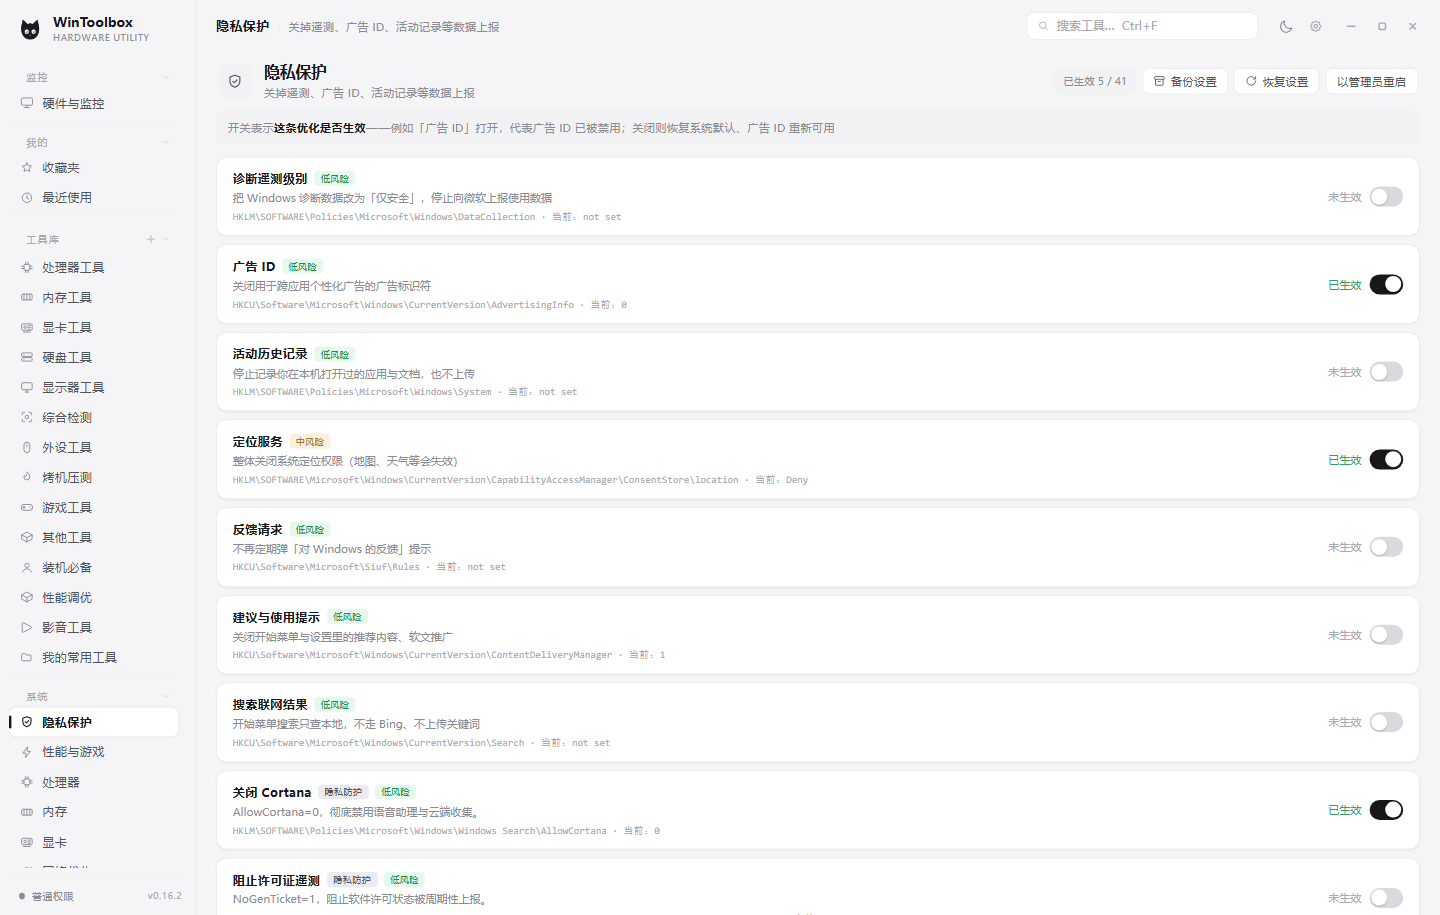 WinToolbox
HARDWARE UTILITY
监控
硬件与监控
我的
收藏夹
最近使用
工具库
处理器工具
内存工具
显卡工具
硬盘工具
显示器工具
综合检测
外设工具
烤机压测
游戏工具
其他工具
装机必备
性能调优
影音工具
我的常用工具
系统
隐私保护
性能与游戏
处理器
内存
显卡
普通权限 v0.16.2
隐私保护 关掉遥测、广告 ID、活动记录等数据上报
搜索工具... Ctrl+F
隐私保护
关掉遥测、广告 ID、活动记录等数据上报
已生效 5 / 41 备份设置 恢复设置 以管理员重启
开关表示这条优化是否生效——例如「广告 ID」打开，代表广告 ID 已被禁用；关闭则恢复系统默认、广告 ID 重新可用
诊断遥测级别 低风险
把 Windows 诊断数据改为「仅安全」，停止向微软上报使用数据
HKLM\SOFTWARE\Policies\Microsoft\Windows\DataCollection · 当前: not set
未生效
广告 ID 低风险
关闭用于跨应用个性化广告的广告标识符
HKCU\Software\Microsoft\Windows\CurrentVersion\AdvertisingInfo · 当前: 0
已生效
活动历史记录 低风险
停止记录你在本机打开过的应用与文档，也不上传
HKLM\SOFTWARE\Policies\Microsoft\Windows\System · 当前: not set
未生效
定位服务 中风险
整体关闭系统定位权限（地图、天气等会失效）
HKLM\SOFTWARE\Microsoft\Windows\CurrentVersion\CapabilityAccessManager\ConsentStore\location · 当前: Deny
已生效
反馈请求 低风险
不再定期弹「对 Windows 的反馈」提示
HKCU\Software\Microsoft\Siuf\Rules · 当前: not set
未生效
建议与使用提示 低风险
关闭开始菜单与设置里的推荐内容、软文推广
HKCU\Software\Microsoft\Windows\CurrentVersion\ContentDeliveryManager · 当前: 1
未生效
搜索联网结果 低风险
开始菜单搜索只查本地，不走 Bing、不上传关键词
HKCU\Software\Microsoft\Windows\CurrentVersion\Search · 当前: not set
未生效
关闭 Cortana 隐私防护 低风险
AllowCortana=0，彻底禁用语音助理与云端收集。
HKLM\SOFTWARE\Policies\Microsoft\Windows\Windows Search\AllowCortana · 当前: 0
已生效
阻止许可证遥测 隐私防护 低风险
NoGenTicket=1，阻止软件许可状态被周期性上报。
未生效